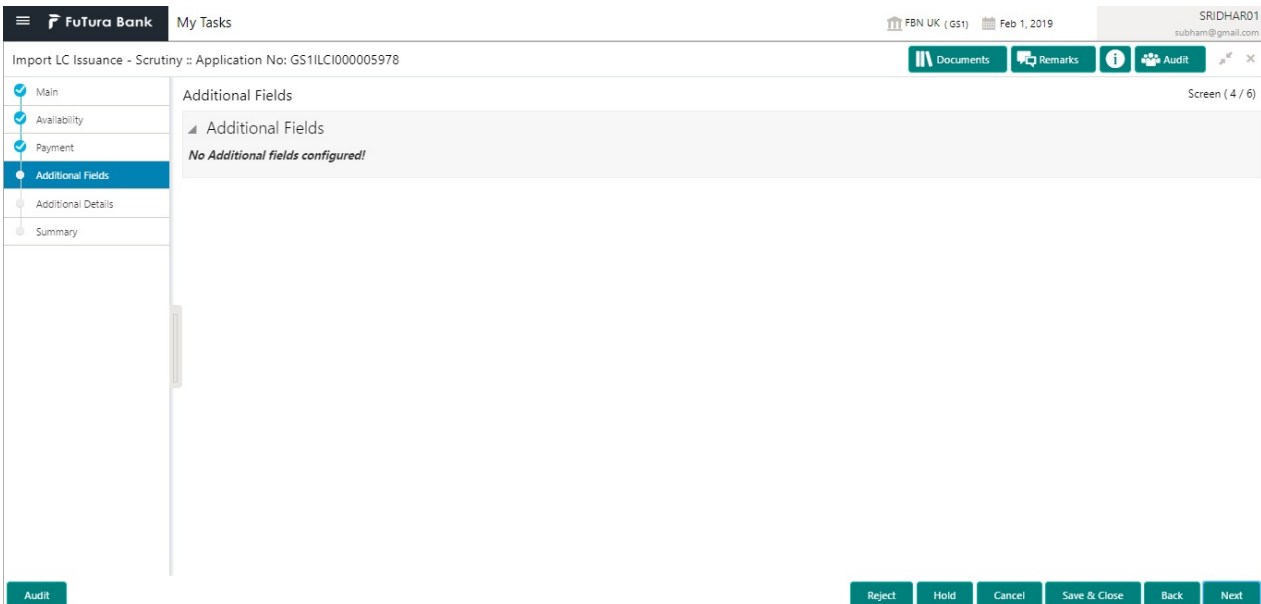 FuTura Bank
My Tasks
FBN UK (GS1)
Feb 1, 2019
SRIDHAR01
subham@gmail.com
Import LC Issuance - Scrutiny :: Application No: GS1ILCI000005978
Documents
Remarks
Audit
Main
Availability
Payment
Additional Fields
Additional Details
Summary
Additional Fields
Screen ( 4 / 6)
Additional Fields
No Additional fields configured!
Audit
Reject
Hold
Cancel
Save & Close
Back
Next